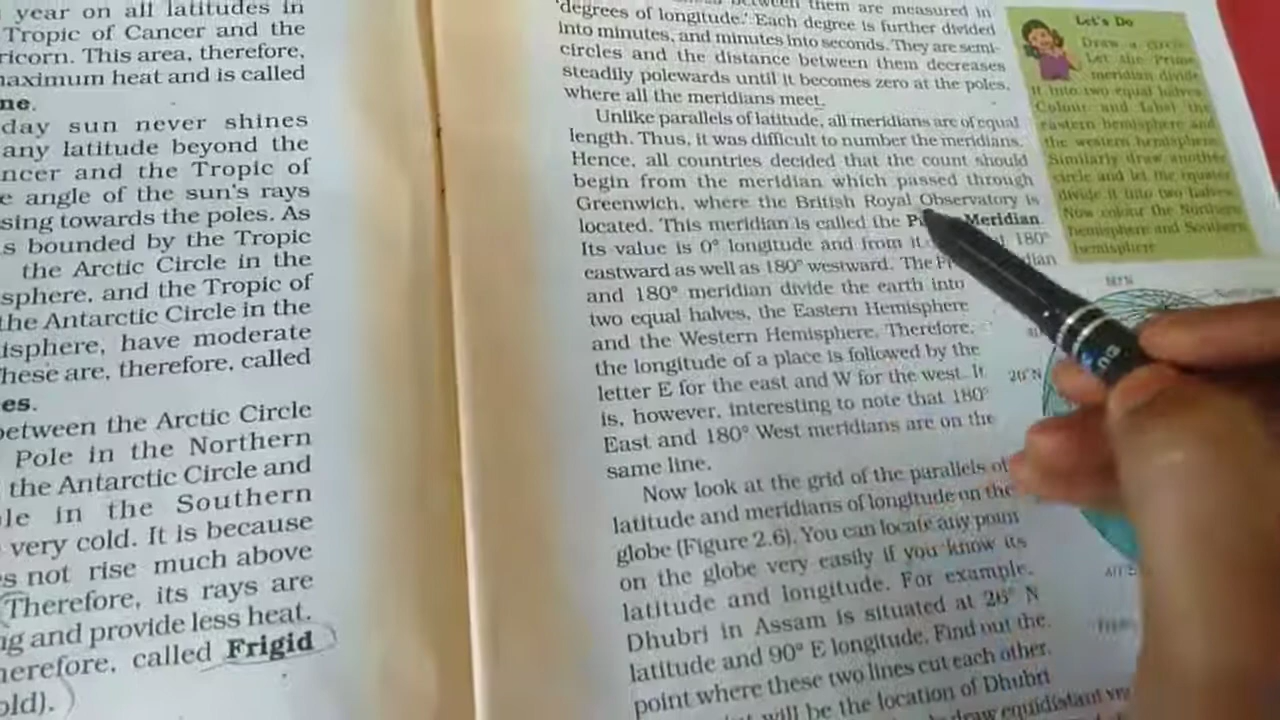 year on all latitudes in
Tropic of Cancer and the
ricorn. This area, therefore,
maximum heat and is called
ne.
day sun never shines
any latitude beyond the
ncer and the Tropic of
e angle of the sun's rays
sing towards the poles. As
s bounded by the Tropic
the Arctic Circle in the
sphere, and the Tropic of
the Antarctic Circle in the
isphere, have moderate
hese are, therefore, called
es.
between the Arctic Circle
Pole in the Northern
the Antarctic Circle and
le in the Southern
very cold. It is because
s not rise much above
Therefore, its rays are
ng and provide less heat.
herefore, called Frigid
old).
between them are measured in
'degrees of longitude.' Each degree is further divided
into minutes, and minutes into seconds. They are semi-
circles and the distance between them decreases
steadily polewards until it becomes zero at the poles,
where all the meridians meet.
Unlike parallels of latitude, all meridians are of equal
length. Thus, it was difficult to number the meridians.
Hence, all countries decided that the count should
begin from the meridian which passed through
Greenwich, where the British Royal Observatory is
located. This meridian is called the P Meridian.
Its value is 0° longitude and from it 180°
eastward as well as 180° westward. The dian
and 180° meridian divide the earth into
two equal halves, the Eastern Hemisphere
and the Western Hemisphere. Therefore,
the longitude of a place is followed by the
letter E for the east and W for the west. It
is, however, interesting to note that 180°
East and 180° West meridians are on the
same line.
Now look at the grid of the parallels of
latitude and meridians of longitude on the
globe (Figure 2.6). You can locate any point
on the globe very easily if you know its
latitude and longitude. For example,
Dhubri in Assam is situated at 26° N
latitude and 90° E longitude. Find out the
point where these two lines cut each other.
will be the location of Dhubri
draw equidistant
Let's Do
Draw a circle.
Let the Prime
meridian divide
it into two equal halves.
Colour and label the
eastern hemisphere and
the western hemisphere.
Similarly draw another
circle and let the equator
divide it into two halves.
Now colour the Northern
hemisphere and Southern
hemisphere
20°N